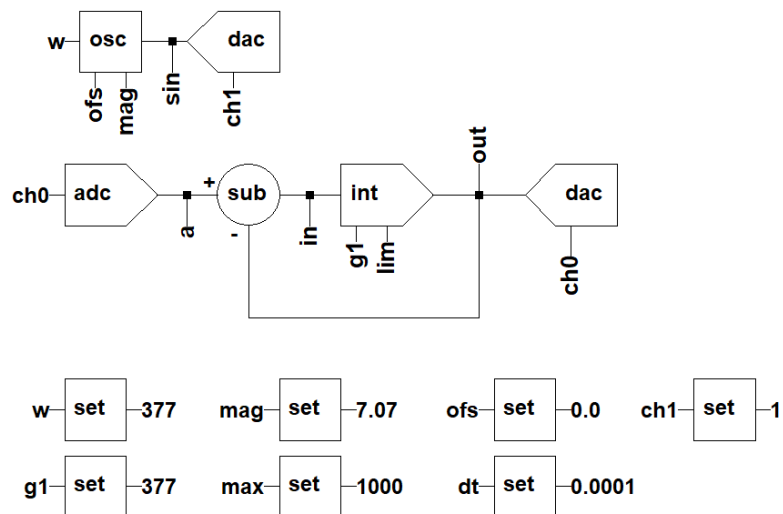 w osc dac
ofs mag sin ch1
out
ch0 adc + sub int dac
a - in g1 lim ch0
w set 377 mag set 7.07 ofs set 0.0 ch1 set 1
g1 set 377 max set 1000 dt set 0.0001